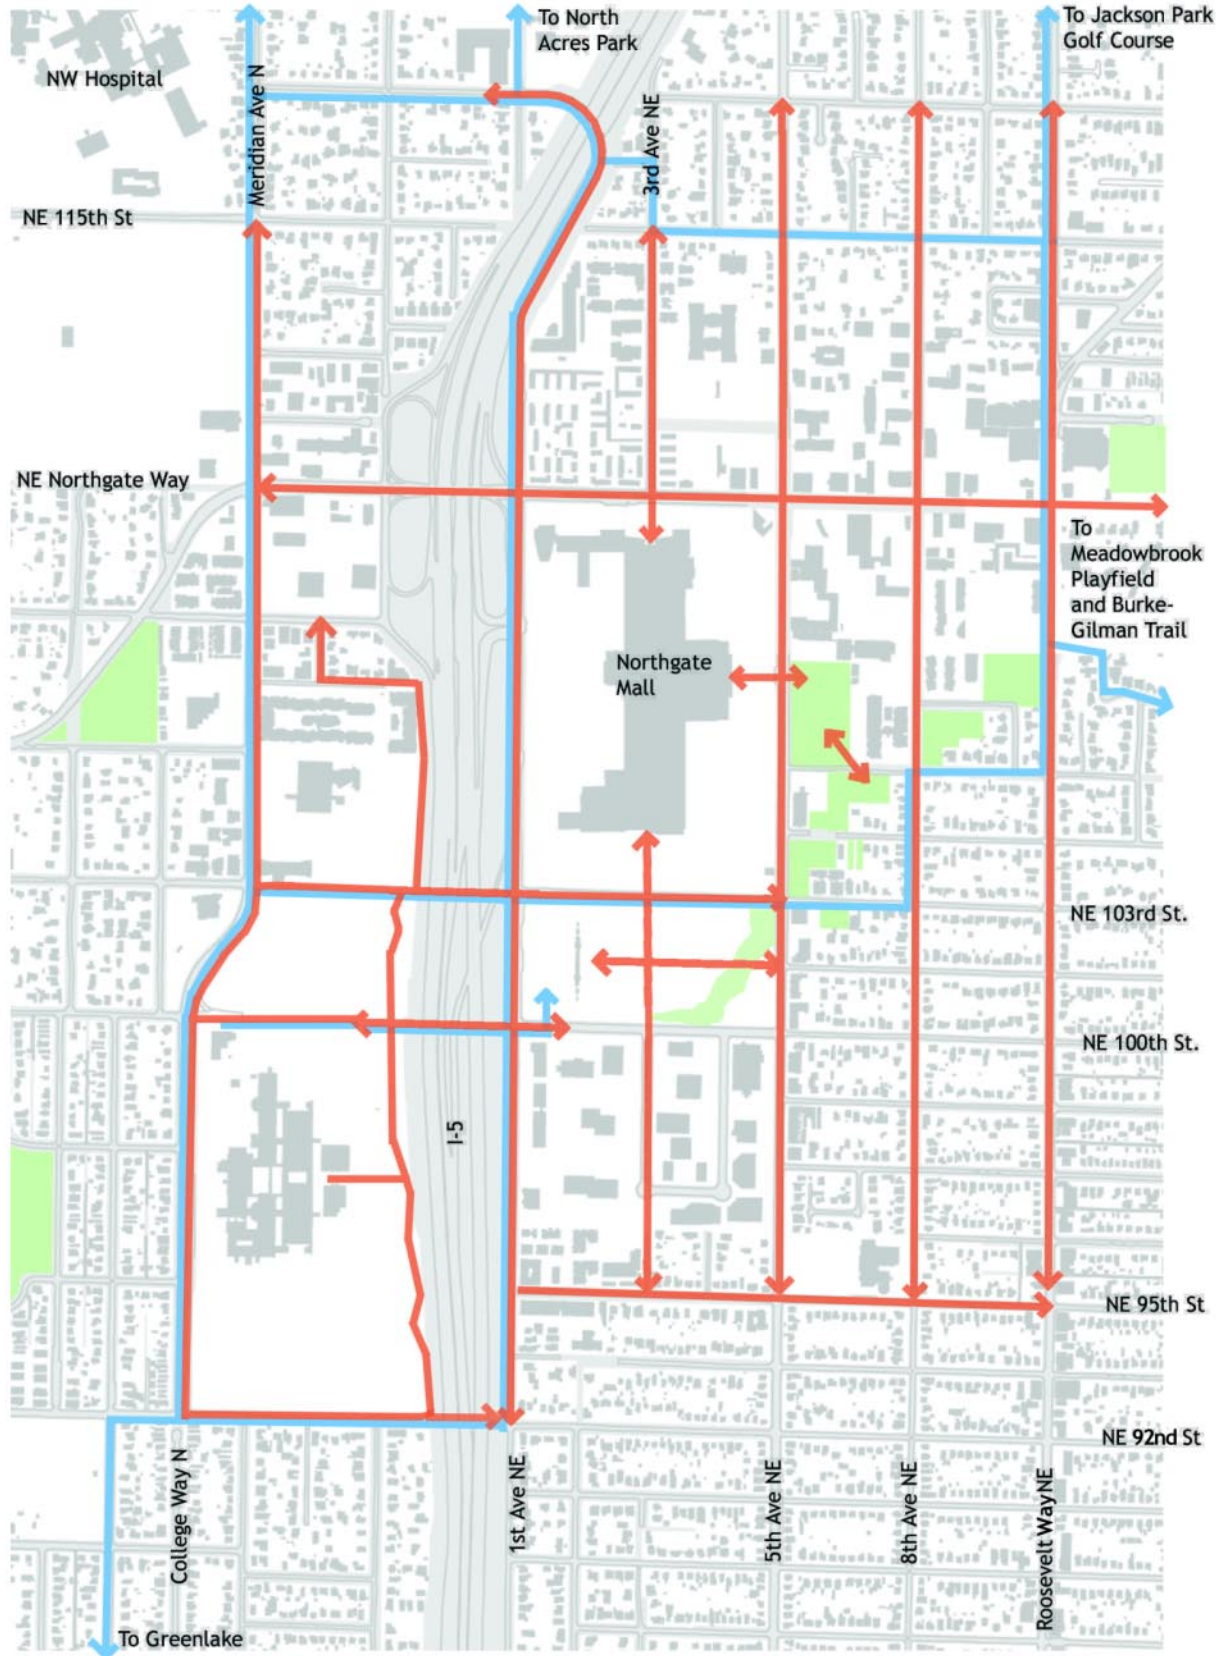 To North
Acres Park
To Jackson Park
Golf Course
NW Hospital
Meridian Ave N
3rd Ave NE
NE 115th St
NE Northgate Way
To
Meadowbrook
Playfield
and Burke-
Gilman Trail
Northgate
Mall
NE 103rd St.
NE 100th St.
I-5
NE 95th St
NE 92nd St
College Way N
1st Ave NE
5th Ave NE
8th Ave NE
Roosevelt Way NE
To Greenlake